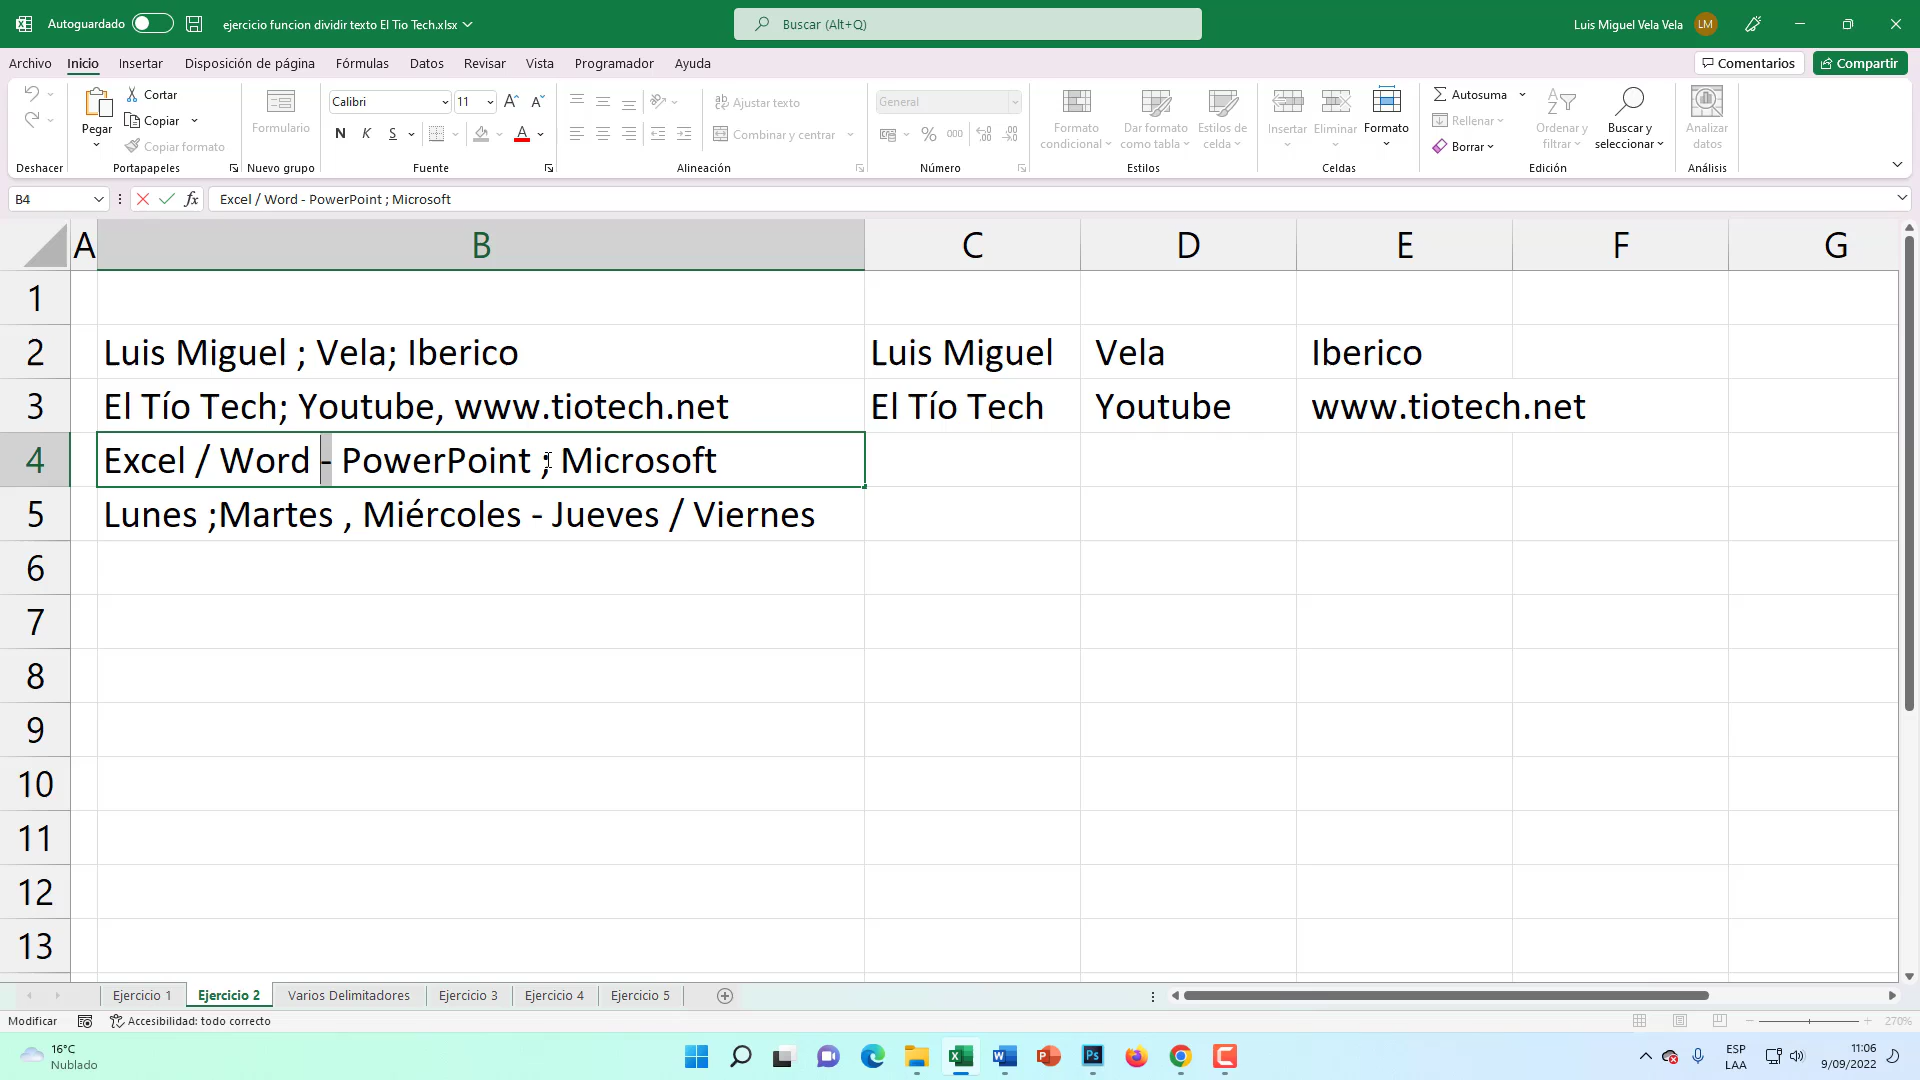 Autoguardado
ejercicio funcion dividir texto El Tio Tech.xlsx
Buscar (Alt+Q)
Luis Miguel Vela Vela
LM
Archivo Inicio Insertar Disposición de página Fórmulas Datos Revisar Vista Programador Ayuda
Comentarios
Compartir
Pegar
Cortar
Copiar
Copiar formato
Formulario
Calibri
11
N K S
Ajustar texto
Combinar y centrar
General
% 000
Formato condicional
Dar formato como tabla
Estilos de celda
Insertar
Eliminar
Formato
Autosuma
Rellenar
Borrar
Ordenar y filtrar
Buscar y seleccionar
Analizar datos
Deshacer Portapapeles Nuevo grupo Fuente Alineación Número Estilos Celdas Edición Análisis
B4 fx Excel / Word - PowerPoint ; Microsoft
A B C D E F G
1
2 Luis Miguel ; Vela; Iberico Luis Miguel Vela Iberico
3 El Tío Tech; Youtube, www.tiotech.net El Tío Tech Youtube www.tiotech.net
4 Excel / Word - PowerPoint ; Microsoft
5 Lunes ;Martes , Miércoles - Jueves / Viernes
6
7
8
9
10
11
12
13
Ejercicio 1 Ejercicio 2 Varios Delimitadores Ejercicio 3 Ejercicio 4 Ejercicio 5
Modificar Accesibilidad: todo correcto 270%
16°C
Nublado
ESP
LAA
11:06
9/09/2022